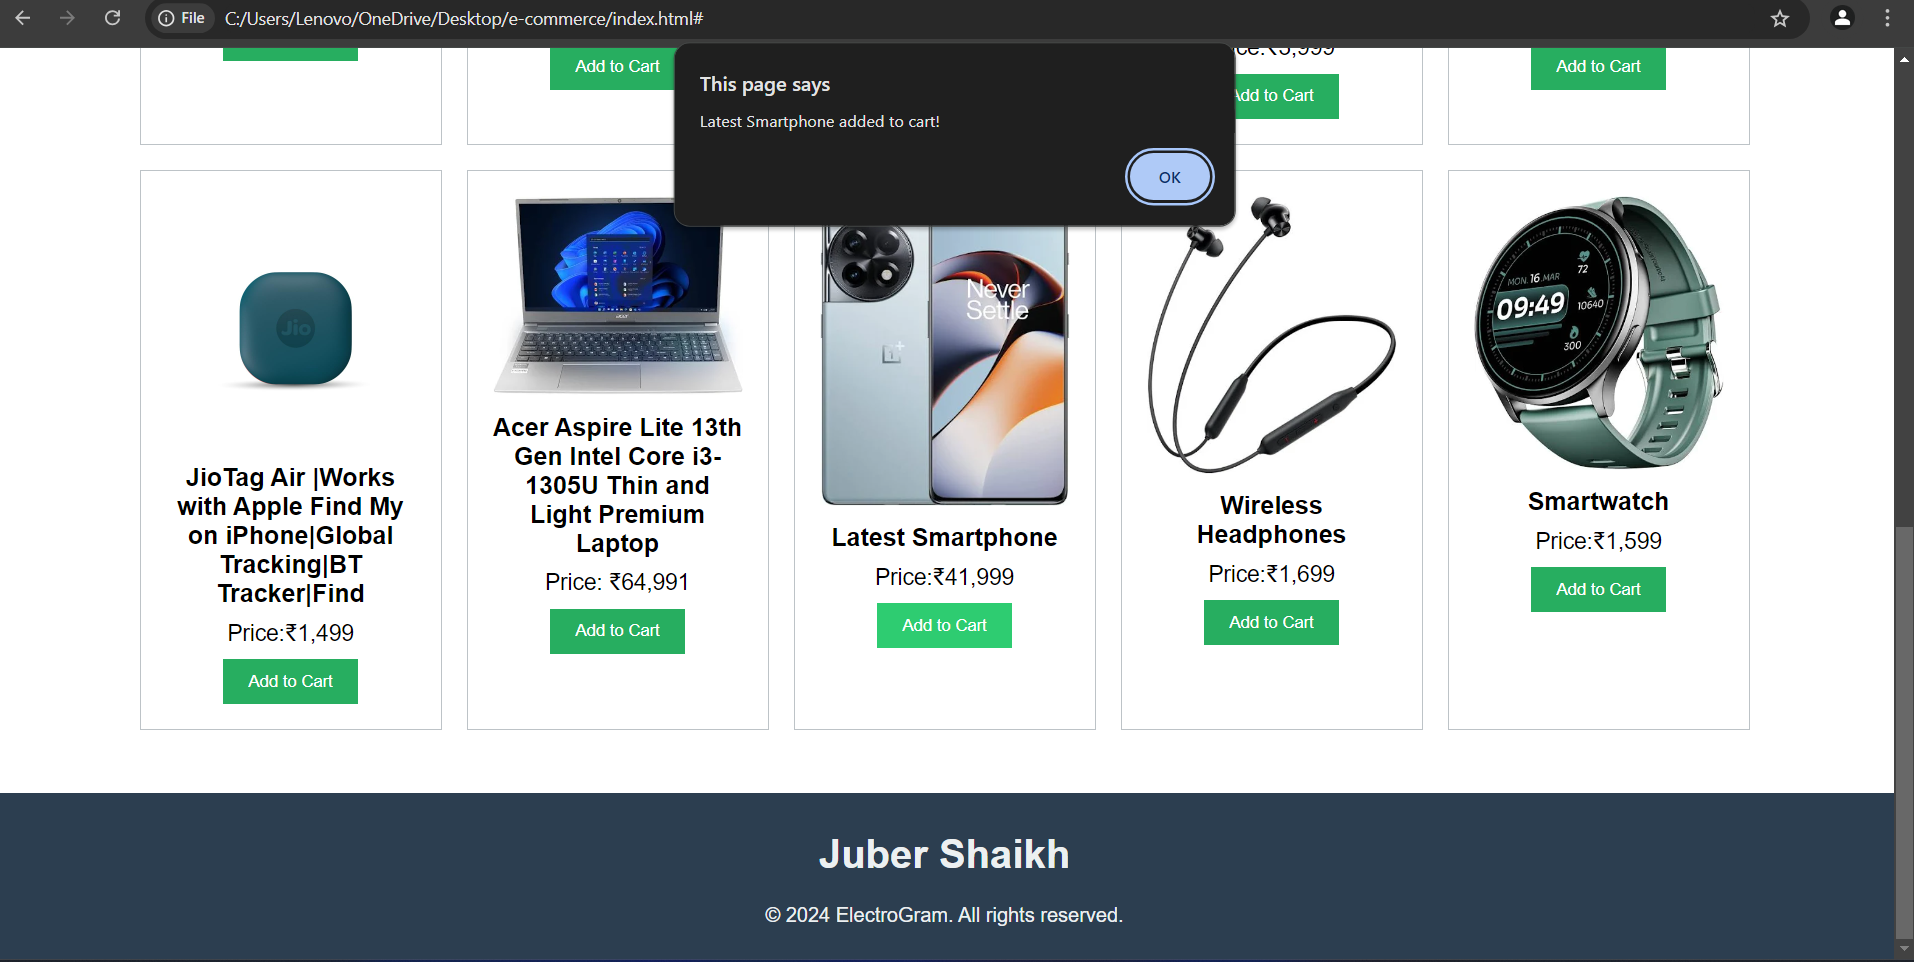 File C:/Users/Lenovo/OneDrive/Desktop/e-commerce/index.html#
This page says
Latest Smartphone added to cart!
OK
Add to Cart
Add to Cart
Add to Cart
Jio
JioTag Air |Works
with Apple Find My
on iPhone|Global
Tracking|BT
Tracker|Find
Price:₹1,499
Add to Cart
acer
Acer Aspire Lite 13th
Gen Intel Core i3-
1305U Thin and
Light Premium
Laptop
Price: ₹64,991
Add to Cart
Never
Settle
Latest Smartphone
Price:₹41,999
Add to Cart
Wireless
Headphones
Price:₹1,699
Add to Cart
MON. 16 MAR
72
09:49
10640
300
Smartwatch
Price:₹1,599
Add to Cart
Juber Shaikh
© 2024 ElectroGram. All rights reserved.